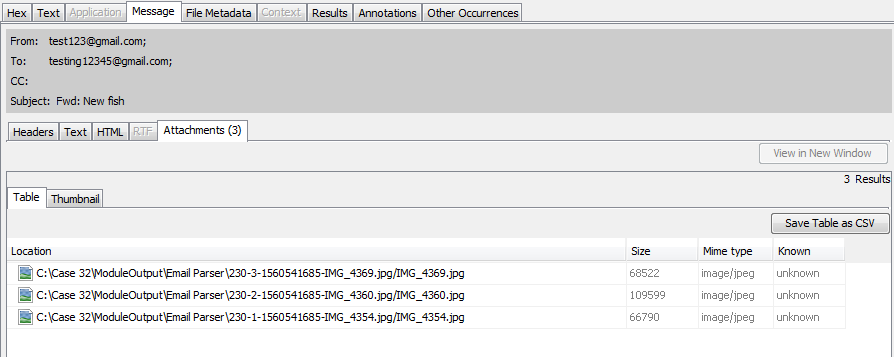 Hex Text Application Message File Metadata Context Results Annotations Other Occurrences
From: test123@gmail.com;
To: testing12345@gmail.com;
CC:
Subject: Fwd: New fish
Headers Text HTML RTF Attachments (3)
View in New Window
3 Results
Table Thumbnail
Save Table as CSV
Location Size Mime type Known
C:\Case 32\ModuleOutput\Email Parser\230-3-1560541685-IMG_4369.jpg/IMG_4369.jpg 68522 image/jpeg unknown
C:\Case 32\ModuleOutput\Email Parser\230-2-1560541685-IMG_4360.jpg/IMG_4360.jpg 109599 image/jpeg unknown
C:\Case 32\ModuleOutput\Email Parser\230-1-1560541685-IMG_4354.jpg/IMG_4354.jpg 66790 image/jpeg unknown